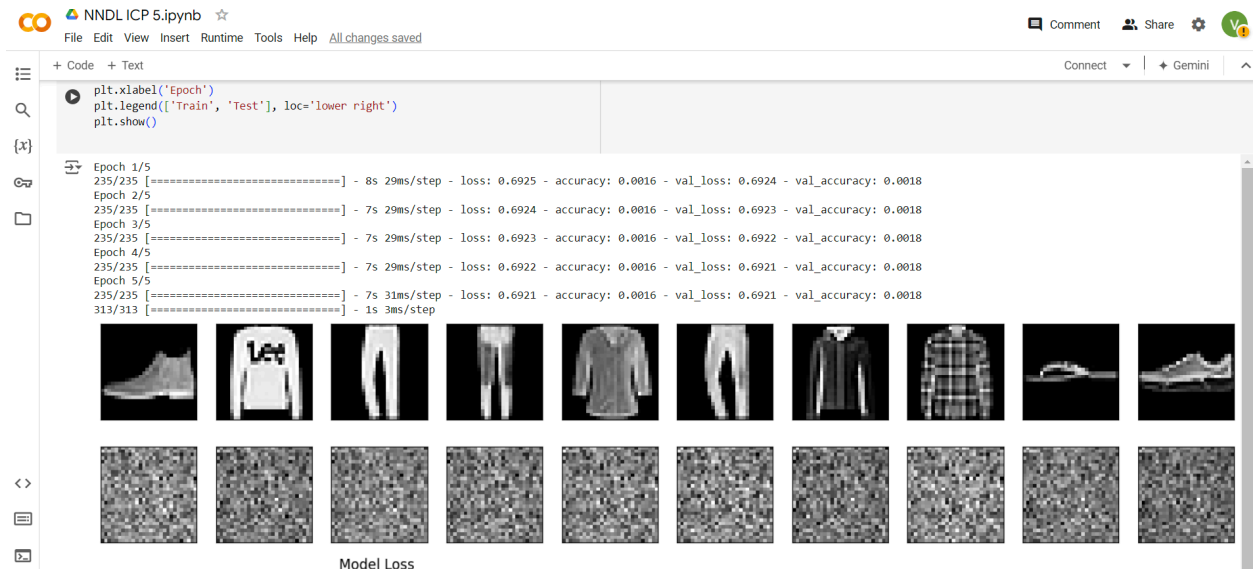 CO NNDL ICP 5.ipynb
File Edit View Insert Runtime Tools Help All changes saved
Comment Share V
+ Code + Text
Connect Gemini
plt.xlabel('Epoch')
plt.legend(['Train', 'Test'], loc='lower right')
plt.show()
{x}
Epoch 1/5
235/235 [==============================] - 8s 29ms/step - loss: 0.6925 - accuracy: 0.0016 - val_loss: 0.6924 - val_accuracy: 0.0018
Epoch 2/5
235/235 [==============================] - 7s 29ms/step - loss: 0.6924 - accuracy: 0.0016 - val_loss: 0.6923 - val_accuracy: 0.0018
Epoch 3/5
235/235 [==============================] - 7s 29ms/step - loss: 0.6923 - accuracy: 0.0016 - val_loss: 0.6922 - val_accuracy: 0.0018
Epoch 4/5
235/235 [==============================] - 7s 29ms/step - loss: 0.6922 - accuracy: 0.0016 - val_loss: 0.6921 - val_accuracy: 0.0018
Epoch 5/5
235/235 [==============================] - 7s 31ms/step - loss: 0.6921 - accuracy: 0.0016 - val_loss: 0.6921 - val_accuracy: 0.0018
313/313 [==============================] - 1s 3ms/step
Lee
Model Loss